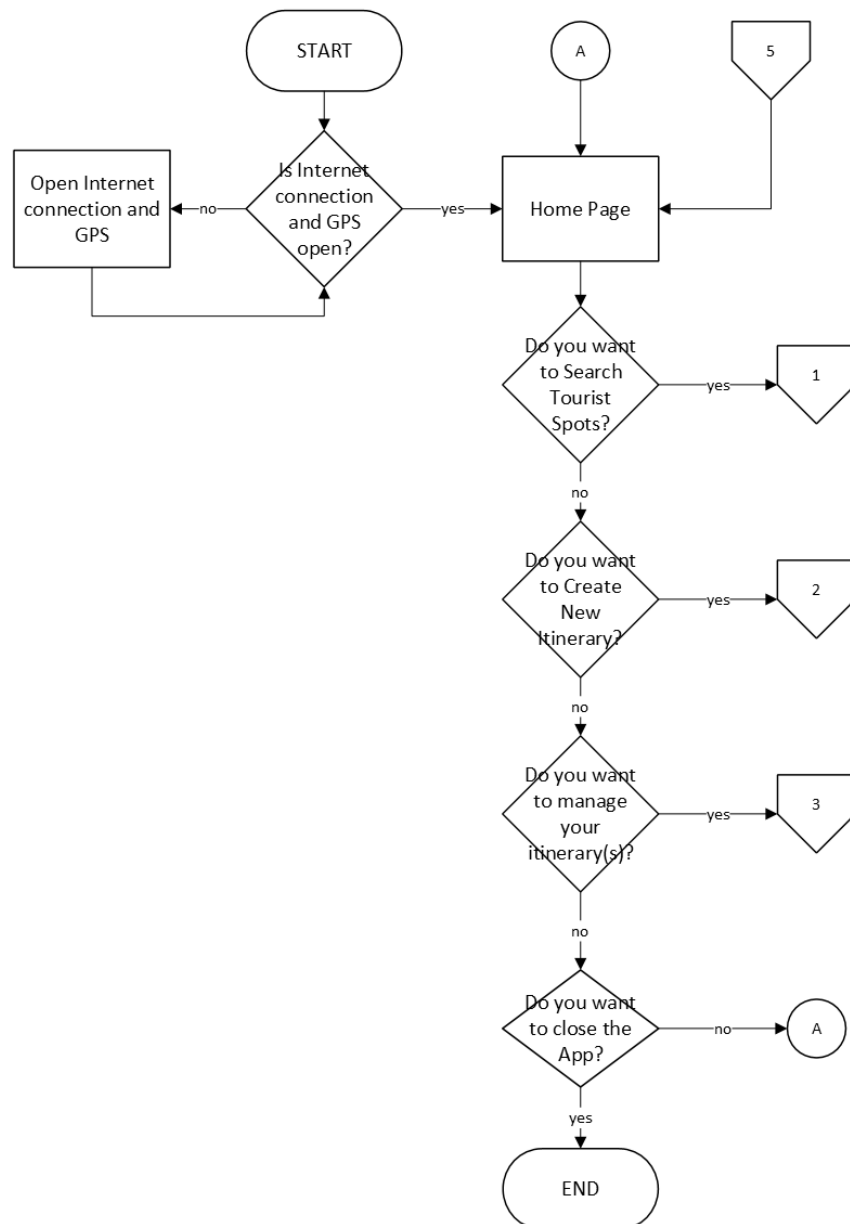 START
A
5
Open Internet
connection and
GPS
no
Is Internet
connection
and GPS
open?
yes
Home Page
Do you want
to Search
Tourist
Spots?
yes
1
no
Do you want
to Create
New
Itinerary?
yes
2
no
Do you want
to manage
your
itinerary(s)?
yes
3
no
Do you want
to close the
App?
no
A
yes
END